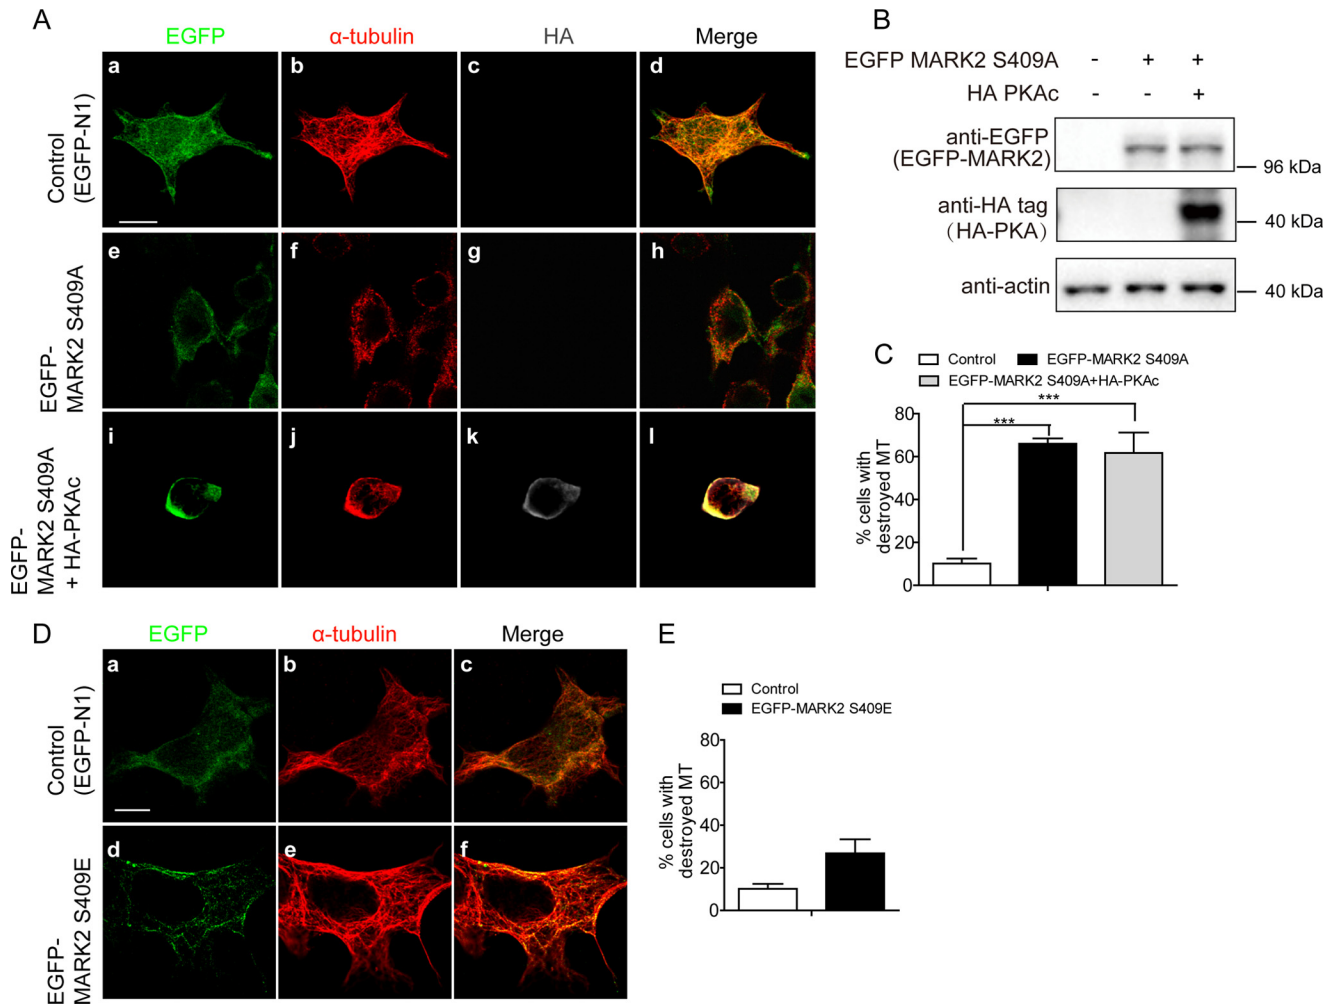 A
EGFP
α-tubulin
HA
Merge
Control
(EGFP-N1)
a
b
c
d
EGFP-
MARK2 S409A
e
f
g
h
EGFP-
MARK2 S409A
+ HA-PKAc
i
j
k
l
B
EGFP MARK2 S409A - + +
HA PKAc - - +
anti-EGFP
(EGFP-MARK2)
96 kDa
anti-HA tag
(HA-PKA)
40 kDa
anti-actin
40 kDa
C
Control
EGFP-MARK2 S409A
EGFP-MARK2 S409A+HA-PKAc
% cells with
destroyed MT
80
60
40
20
0
***
***
D
EGFP
α-tubulin
Merge
Control
(EGFP-N1)
a
b
c
EGFP-
MARK2 S409E
d
e
f
E
Control
EGFP-MARK2 S409E
% cells with
destroyed MT
80
60
40
20
0